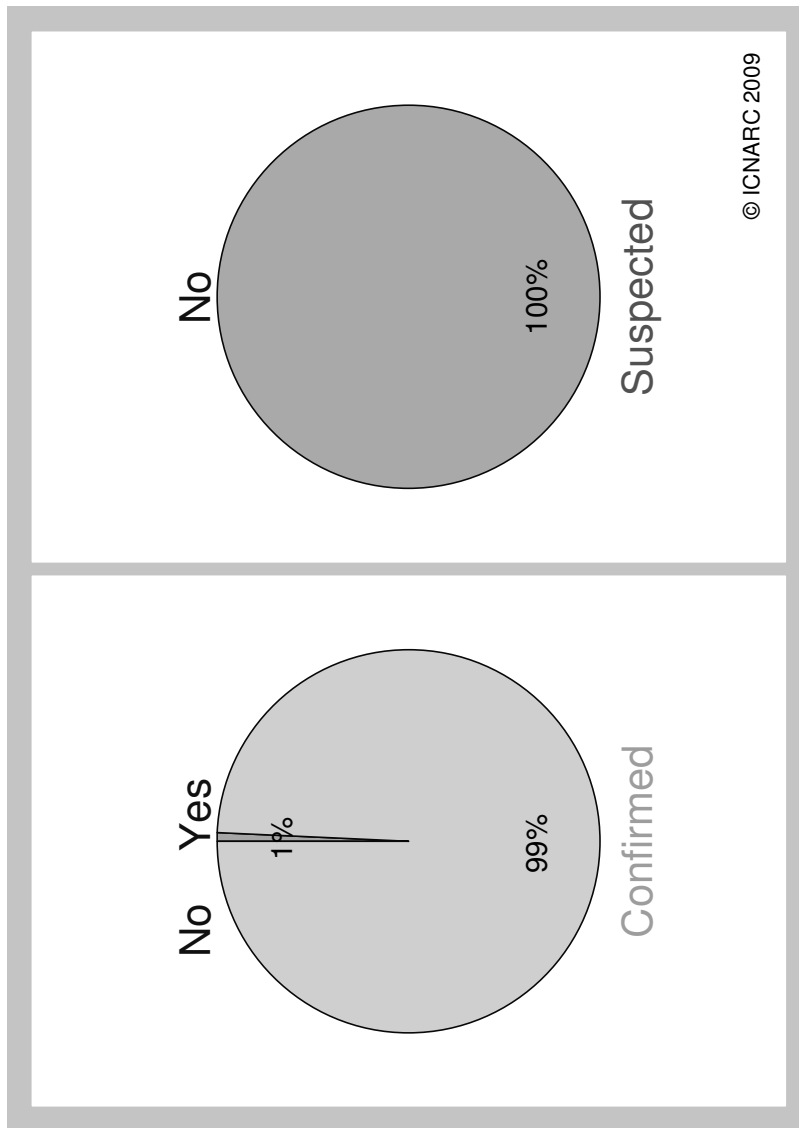 No
Yes
1%
99%
Confirmed
No
100%
Suspected
© ICNARC 2009